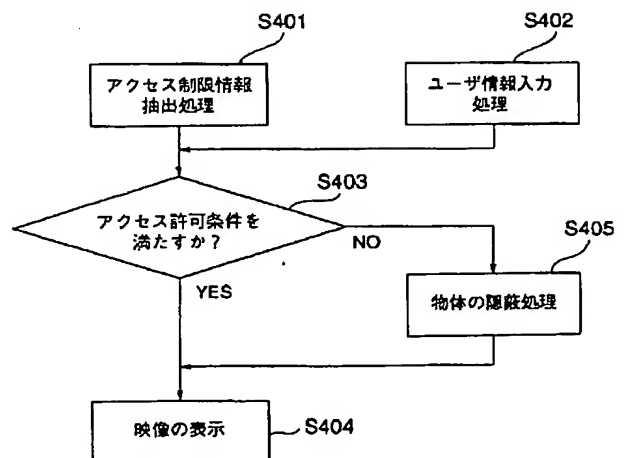 S401
S402
アクセス制限情報
抽出処理
ユーザ情報入力
処理
S403
アクセス許可条件を
満たすか？
NO
S405
YES
物体の隠蔽処理
映像の表示
S404